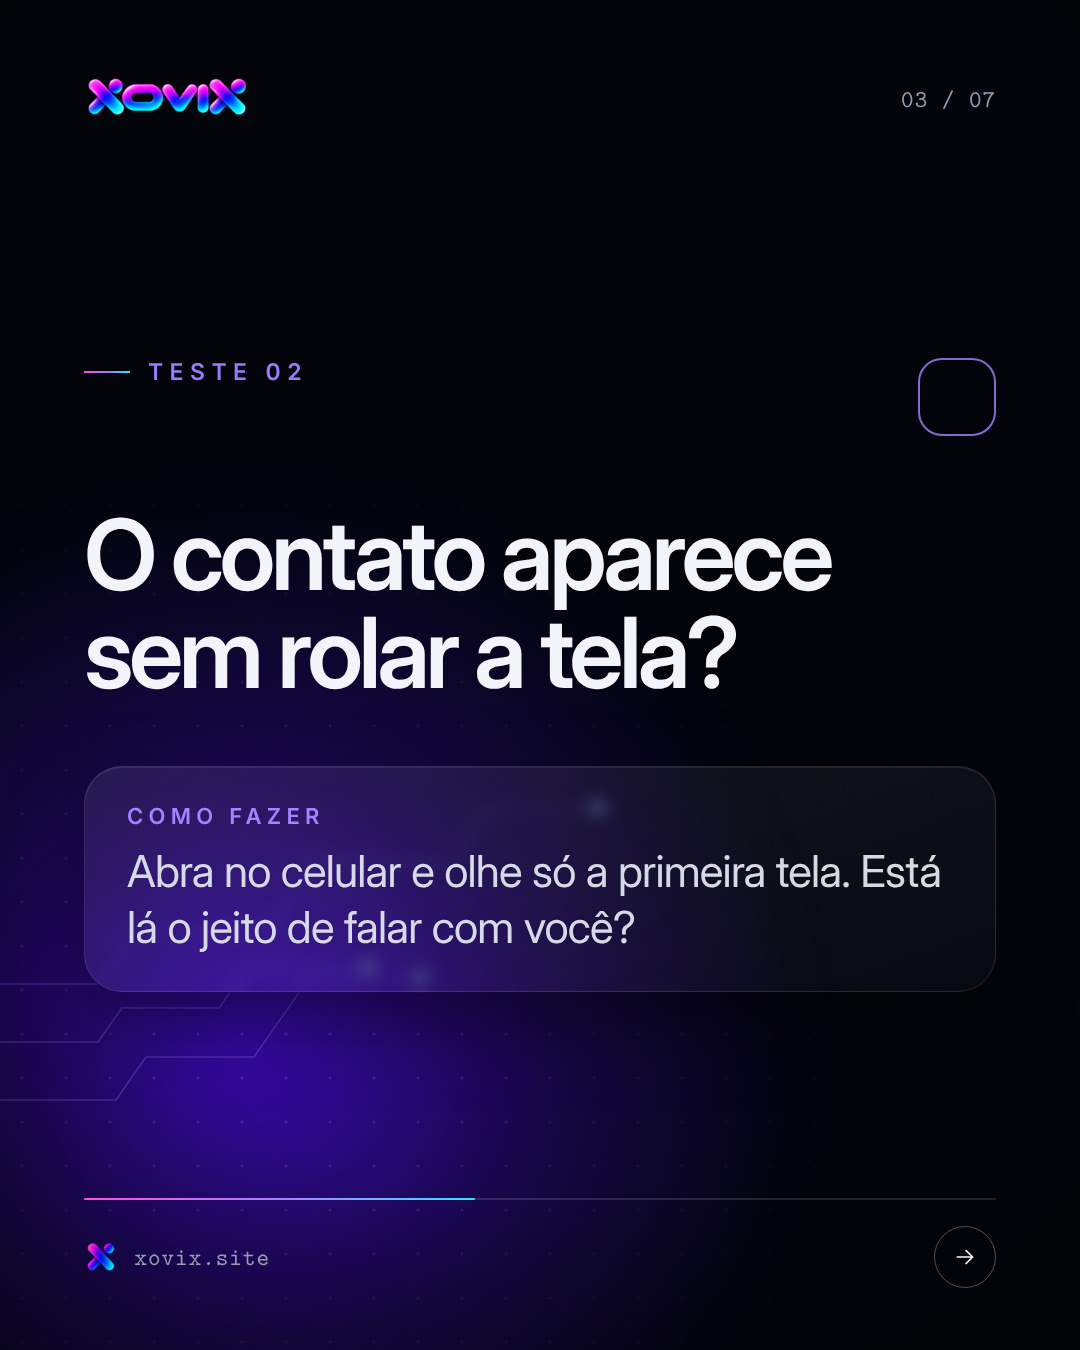 XOVIX
03 / 07
TESTE 02
O contato aparece
sem rolar a tela?
COMO FAZER
Abra no celular e olhe só a primeira tela. Está
lá o jeito de falar com você?
xovix.site